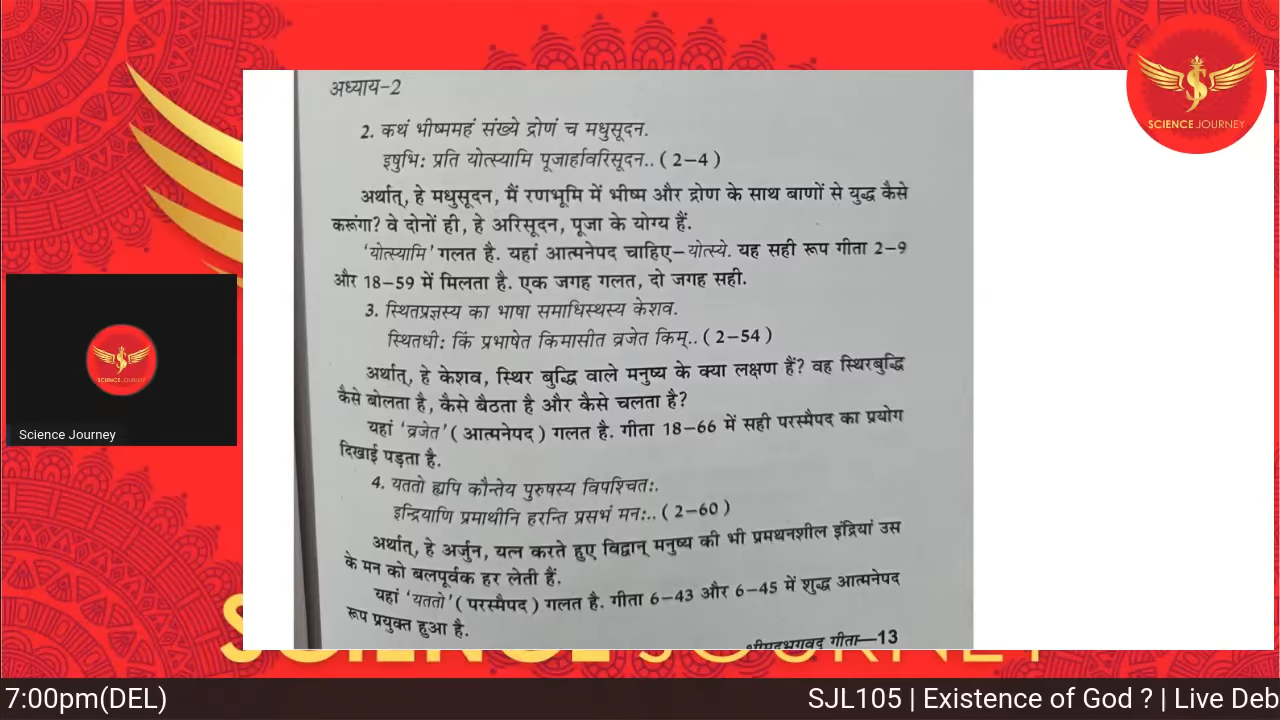 अध्याय-2
2. कथं भीष्ममहं संख्ये द्रोणं च मधुसूदन.
इषुभिः प्रति योत्स्यामि पूजार्हावरिसूदन.. ( 2-4 )
अर्थात्, हे मधुसूदन, मैं रणभूमि में भीष्म और द्रोण के साथ बाणों से युद्ध कैसे
करूंगा? वे दोनों ही, हे अरिसूदन, पूजा के योग्य हैं.
'योत्स्यामि' गलत है. यहां आत्मनेपद चाहिए–योत्स्ये. यह सही रूप गीता 2-9
और 18-59 में मिलता है. एक जगह गलत, दो जगह सही.
3. स्थितप्रज्ञस्य का भाषा समाधिस्थस्य केशव.
स्थितधीः किं प्रभाषेत किमासीत व्रजेत किम्.. ( 2-54 )
अर्थात्, हे केशव, स्थिर बुद्धि वाले मनुष्य के क्या लक्षण हैं? वह स्थिरबुद्धि
कैसे बोलता है, कैसे बैठता है और कैसे चलता है?
यहां 'व्रजेत' ( आत्मनेपद ) गलत है. गीता 18-66 में सही परस्मैपद का प्रयोग
दिखाई पड़ता है.
4. यततो ह्यपि कौन्तेय पुरुषस्य विपश्चितः.
इन्द्रियाणि प्रमाथीनि हरन्ति प्रसभं मनः.. ( 2-60 )
अर्थात्, हे अर्जुन, यत्न करते हुए विद्वान् मनुष्य की भी प्रमथनशील इंद्रियां उस
के मन को बलपूर्वक हर लेती हैं.
यहां 'यततो' ( परस्मैपद ) गलत है. गीता 6-43 और 6-45 में शुद्ध आत्मनेपद
रूप प्रयुक्त हुआ है.
श्रीमद्भगवद् गीता—13
SCIENCE JOURNEY
SCIENCE JOURNEY
Science Journey
SCIENCE JOURNEY
7:00pm(DEL)
SJL105 | Existence of God ? | Live Deb